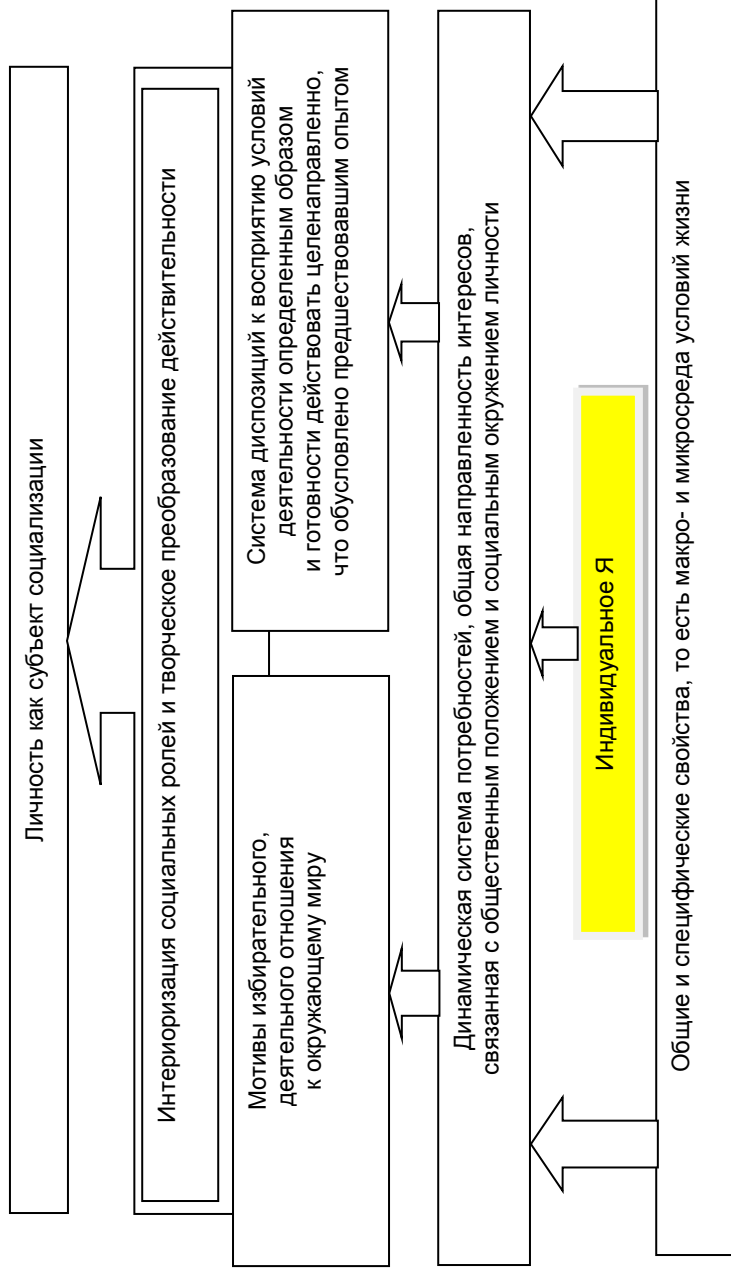 Личность как субъект социализации
Интериоризация социальных ролей и творческое преобразование действительности
Мотивы избирательного,
деятельного отношения
к окружающему миру
Система диспозиций к восприятию условий
деятельности определенным образом
и готовности действовать целенаправленно,
что обусловлено предшествовавшим опытом
Динамическая система потребностей, общая направленность интересов,
связанная с общественным положением и социальным окружением личности
Индивидуальное Я
Общие и специфические свойства, то есть макро- и микросреда условий жизни